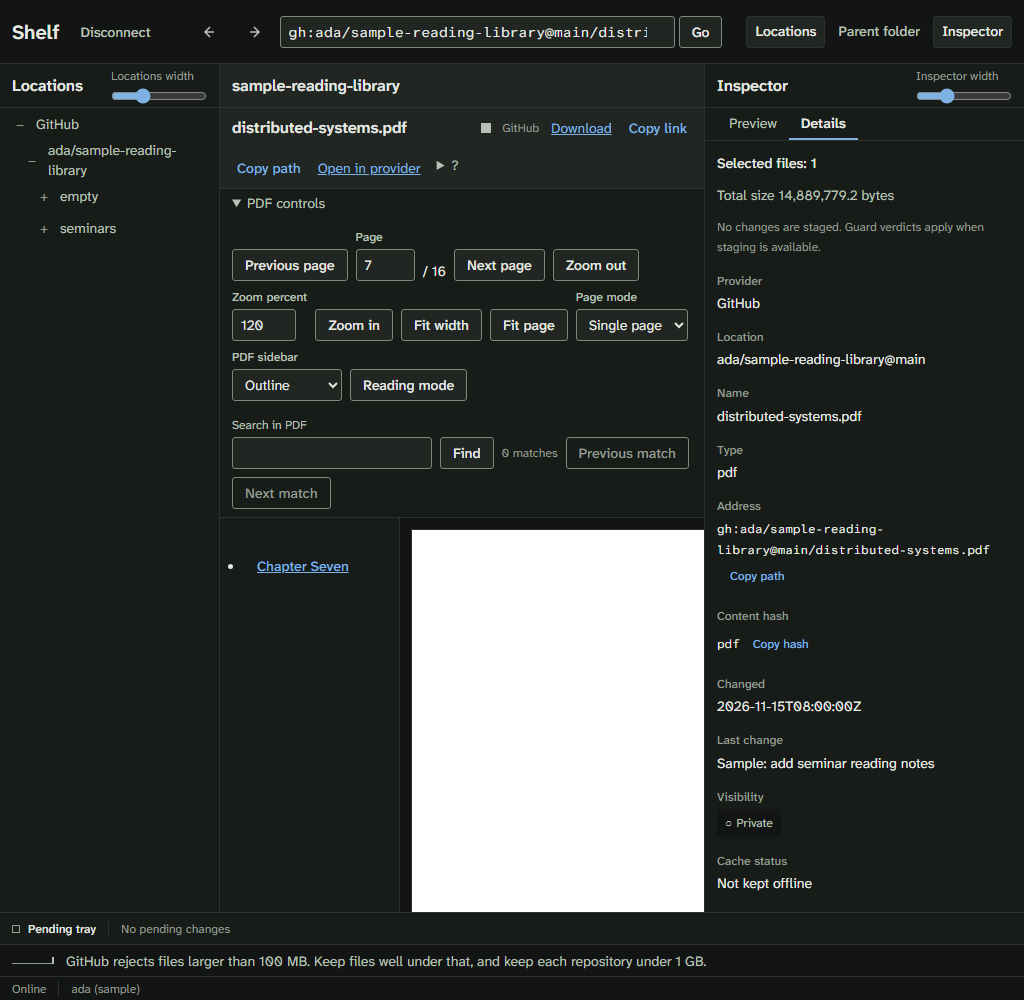 Shelf Disconnect ← → gh:ada/sample-reading-library@main/distri Go Locations Parent folder Inspector
Locations Locations width
– GitHub
– ada/sample-reading-
library
+ empty
+ seminars
sample-reading-library
distributed-systems.pdf GitHub Download Copy link
Copy path Open in provider ▶ ?
▼ PDF controls
Page
Previous page 7 / 16 Next page Zoom out
Zoom percent Page mode
120 Zoom in Fit width Fit page Single page
PDF sidebar
Outline Reading mode
Search in PDF
Find 0 matches Previous match
Next match
• Chapter Seven
Inspector Inspector width
Preview Details
Selected files: 1
Total size 14,889,779.2 bytes
No changes are staged. Guard verdicts apply when
staging is available.
Provider
GitHub
Location
ada/sample-reading-library@main
Name
distributed-systems.pdf
Type
pdf
Address
gh:ada/sample-reading-
library@main/distributed-systems.pdf
Copy path
Content hash
pdf Copy hash
Changed
2026-11-15T08:00:00Z
Last change
Sample: add seminar reading notes
Visibility
○ Private
Cache status
Not kept offline
Pending tray No pending changes
GitHub rejects files larger than 100 MB. Keep files well under that, and keep each repository under 1 GB.
Online ada (sample)